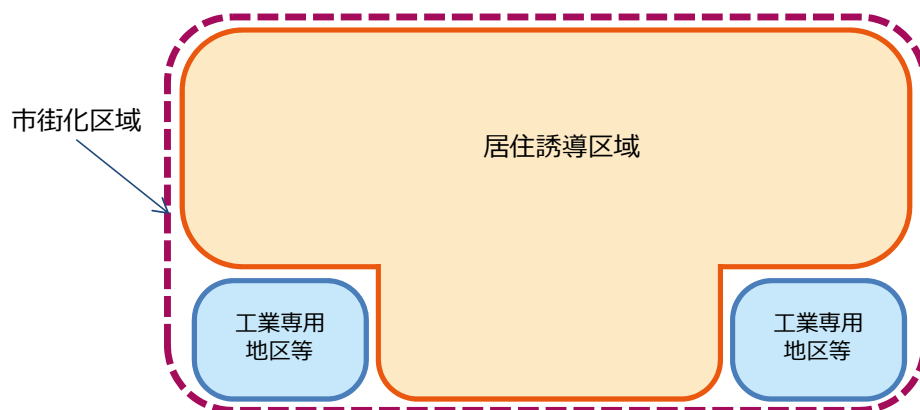 市街化区域
居住誘導区域
工業専用
地区等
工業専用
地区等